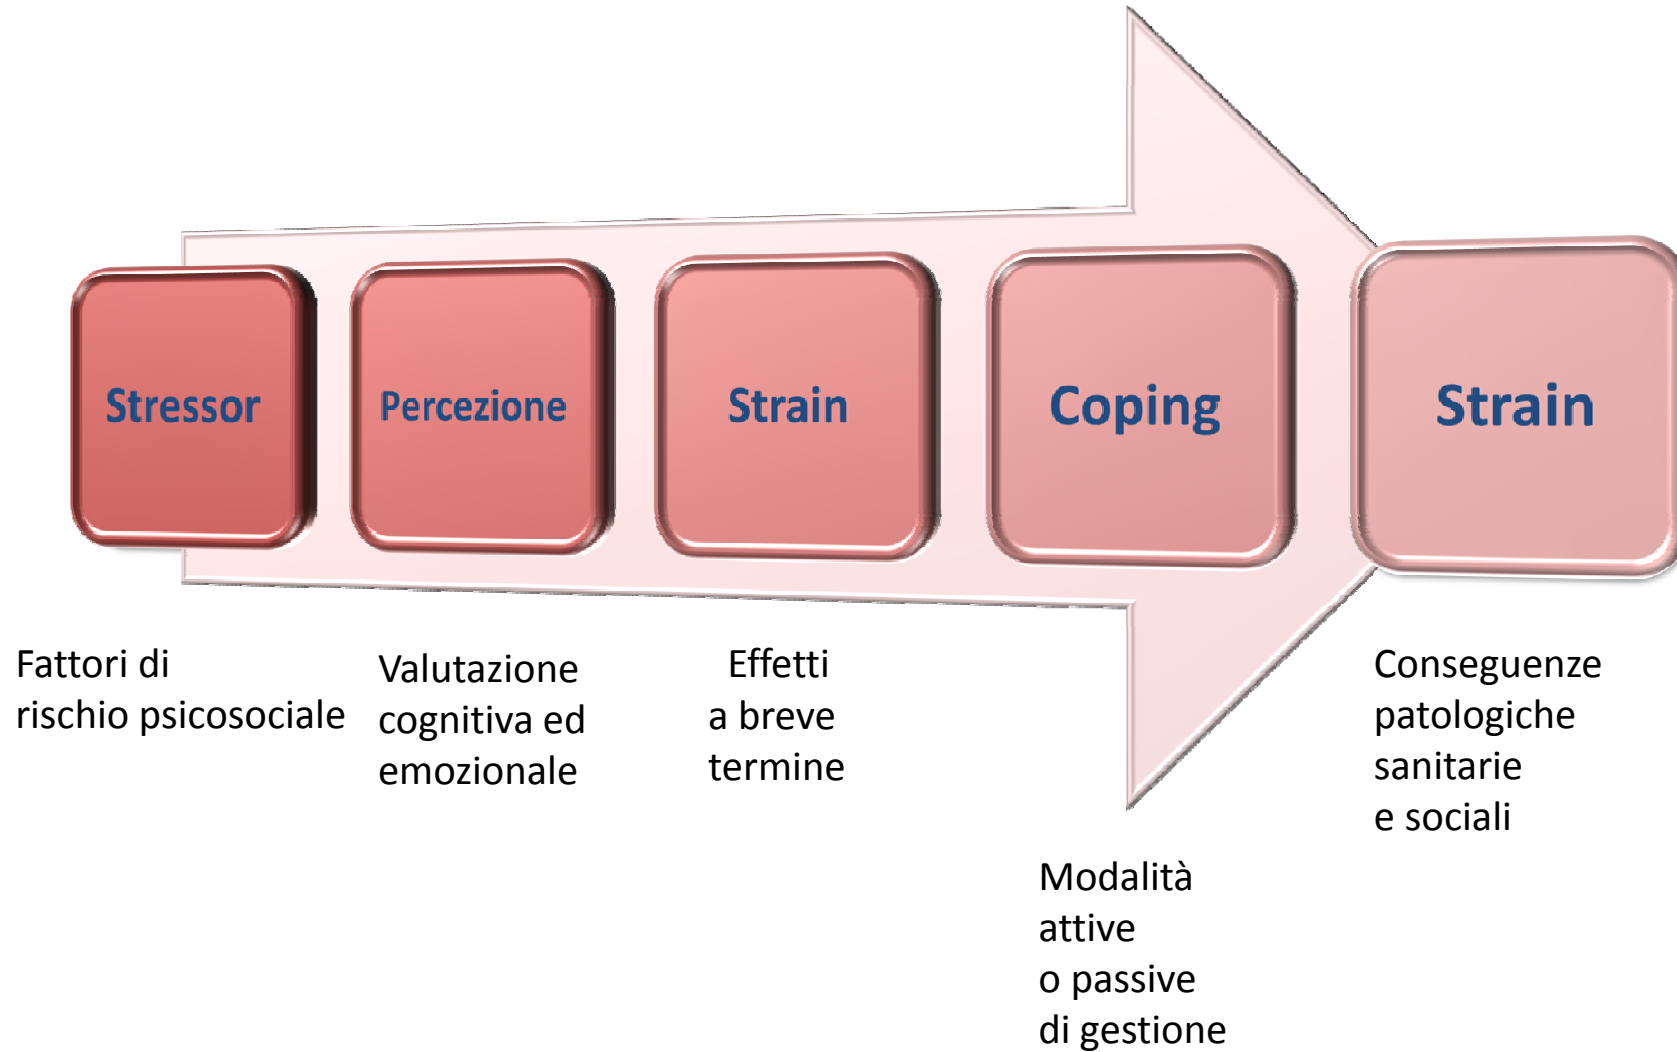 Stressor
Percezione
Strain
Coping
Strain
Fattori di
rischio psicosociale
Valutazione
cognitiva ed
emozionale
Effetti
a breve
termine
Modalità
attive
o passive
di gestione
Conseguenze
patologiche
sanitarie
e sociali